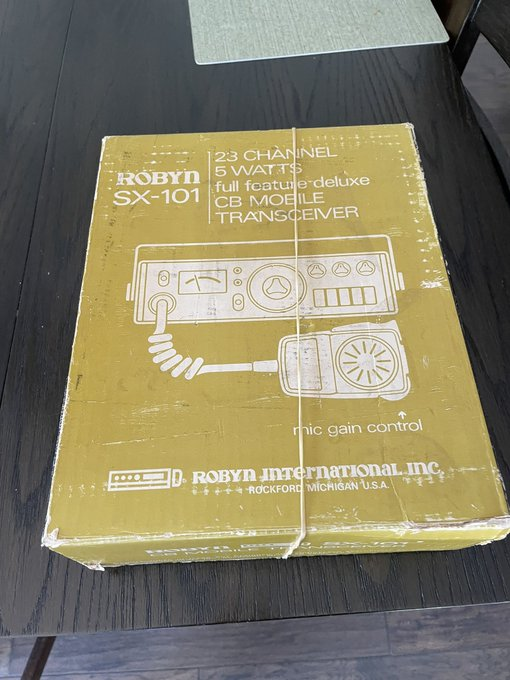 ROBYN
SX-101
23 CHANNEL
5 WATTS
full feature-deluxe
CB MOBILE
TRANSCEIVER
mic gain control
ROBYN INTERNATIONAL, INC.
ROCKFORD, MICHIGAN U.S.A.
ROBYN